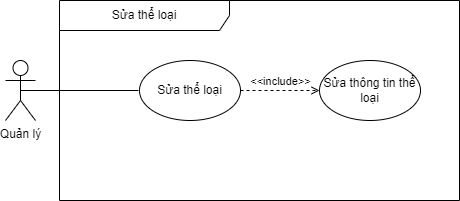 Sửa thể loại
Sửa thể loại
<<include>>
Sửa thông tin thể
loại
Quản lý